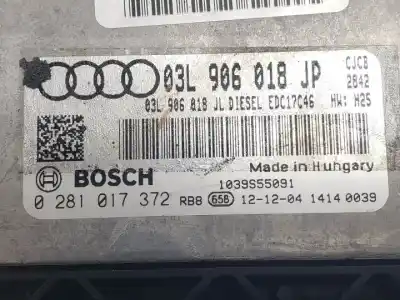 03L 906 018 JP
CJCB
2842
03L 906 018 JL DIESEL EDC17C46 HW: H25
BOSCH
Made in Hungary
1039S55091
0 281 017 372 RB8 65B 12-12-04 1414 0039